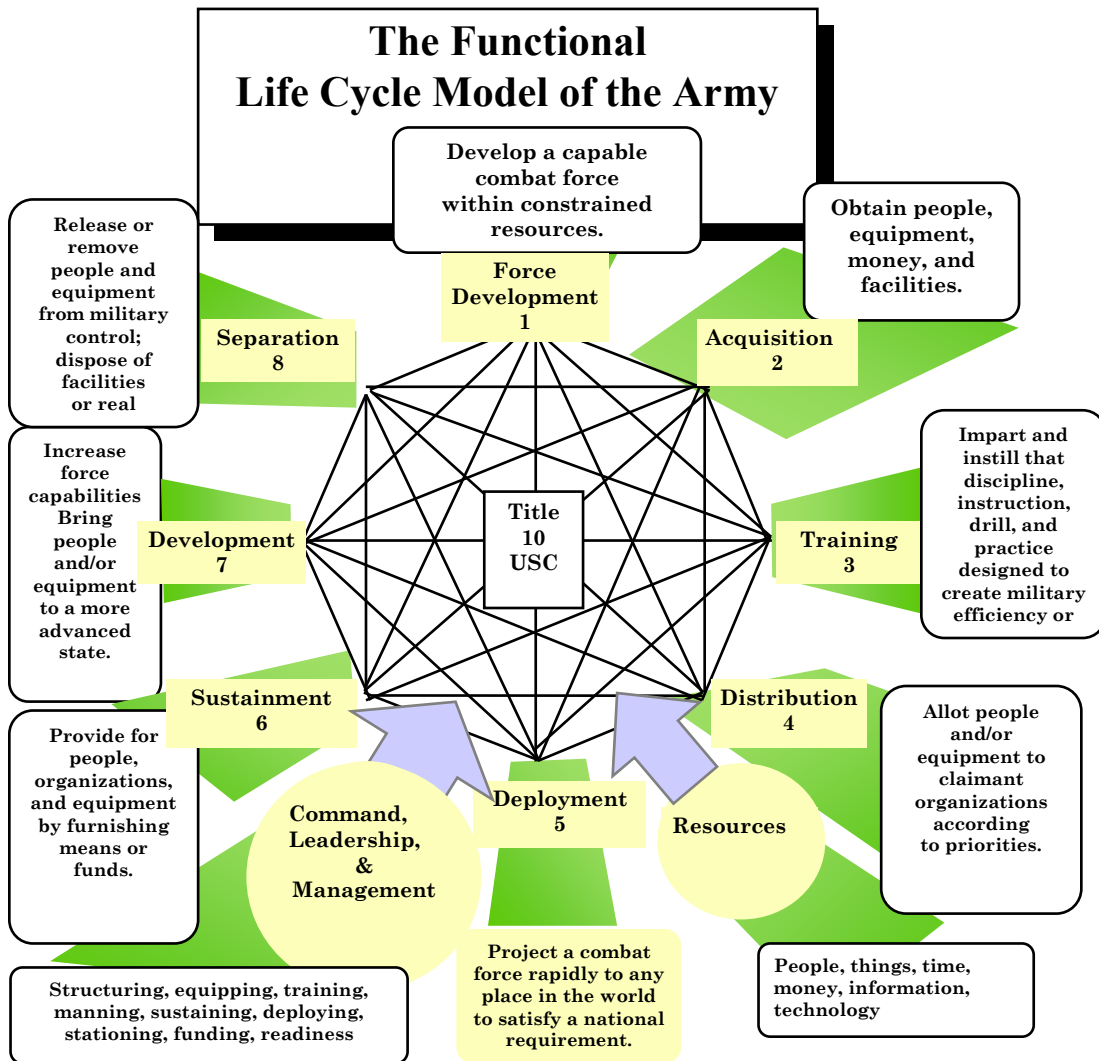 The Functional
Life Cycle Model of the Army
Develop a capable
combat force
within constrained
resources.
Force
Development
1
Obtain people,
equipment,
money, and
facilities.
Acquisition
2
Impart and
instill that
discipline,
instruction,
drill, and
practice
designed to
create military
efficiency or
Training
3
Allot people
and/or
equipment to
claimant
organizations
according
to priorities.
Distribution
4
Deployment
5
Project a combat
force rapidly to any
place in the world
to satisfy a national
requirement.
Provide for
people,
organizations,
and equipment
by furnishing
means or
funds.
Sustainment
6
Increase
force
capabilities
Bring
people
and/or
equipment
to a more
advanced
state.
Development
7
Release or
remove
people and
equipment
from military
control;
dispose of
facilities
or real
Separation
8
Title
10
USC
Command,
Leadership,
&
Management
Structuring, equipping, training,
manning, sustaining, deploying,
stationing, funding, readiness
Resources
People, things, time,
money, information,
technology